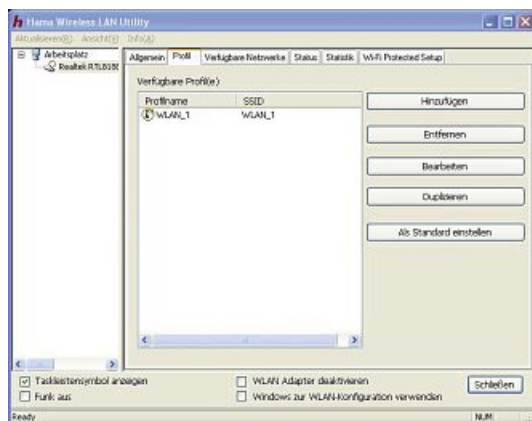 Hama Wireless LAN Utility
Aktualisieren(R) Ansicht(V) Info(A)
Arbeitsplatz
Realtek RTL8180
Allgemein Profil Verfügbare Netzwerke Status Statistik Wi-Fi Protected Setup
Verfügbare Profil(e)
Profilname SSID
WLAN_1 WLAN_1
Hinzufügen
Entfernen
Bearbeiten
Duplizieren
Als Standard einstellen
Taskleistensymbol anzeigen
WLAN Adapter deaktivieren
Funk aus
Windows zur WLAN-Konfiguration verwenden
Schließen
Ready NUM